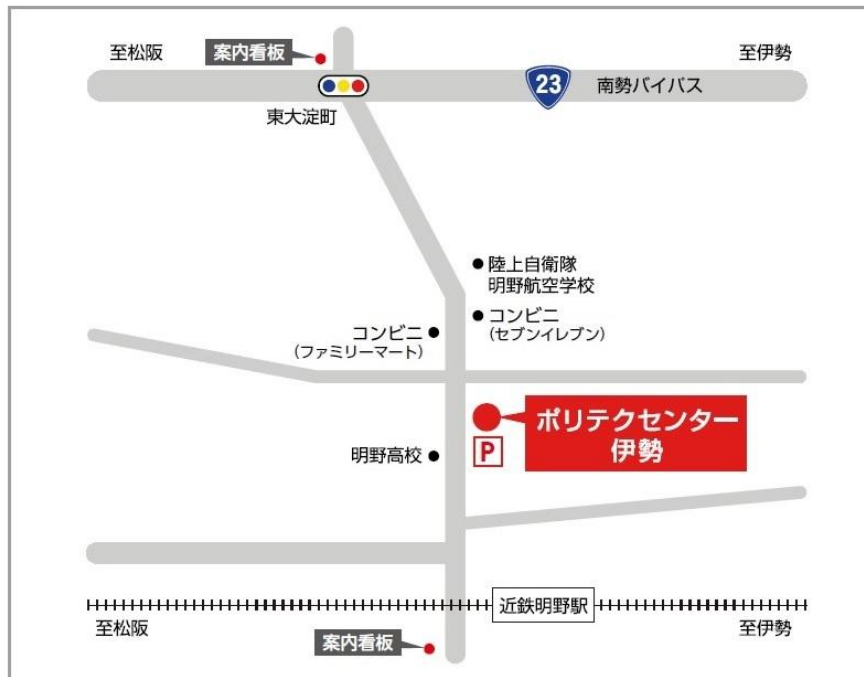 至松阪
案内看板
至伊勢
23
南勢バイパス
東大淀町
陸上自衛隊
明野航空学校
コンビニ
(セブンイレブン)
コンビニ
(ファミリーマート)
ポリテクセンター
伊勢
明野高校
P
近鉄明野駅
至松阪
至伊勢
案内看板